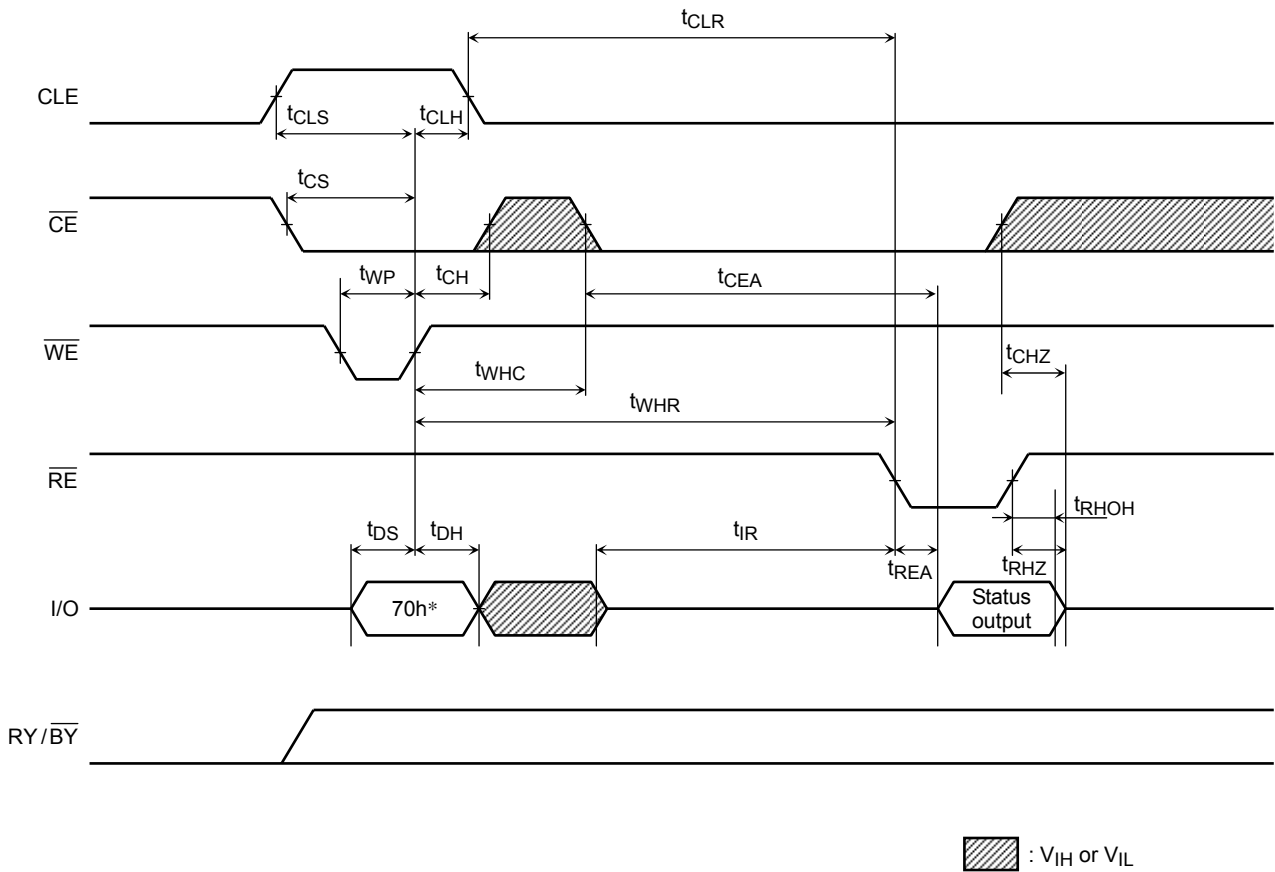 tCLR
CLE
tCLS
tCLH
tCS
CE
tWP
tCH
tCEA
WE
tCHZ
tWHC
tWHR
RE
tRHOH
tDS
tDH
tIR
tREA
tRHZ
I/O
70h*
Status
output
RY/BY
: VIH or VIL